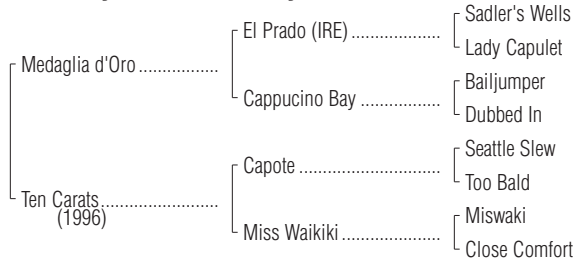 Sadler's Wells
El Prado (IRE) ....................
Lady Capulet
Medaglia d'Oro ..................
Bailjumper
Cappucino Bay ..................
Dubbed In
Seattle Slew
Capote ................................
Too Bald
Ten Carats...........................
(1996)
Miswaki
Miss Waikiki ......................
Close Comfort